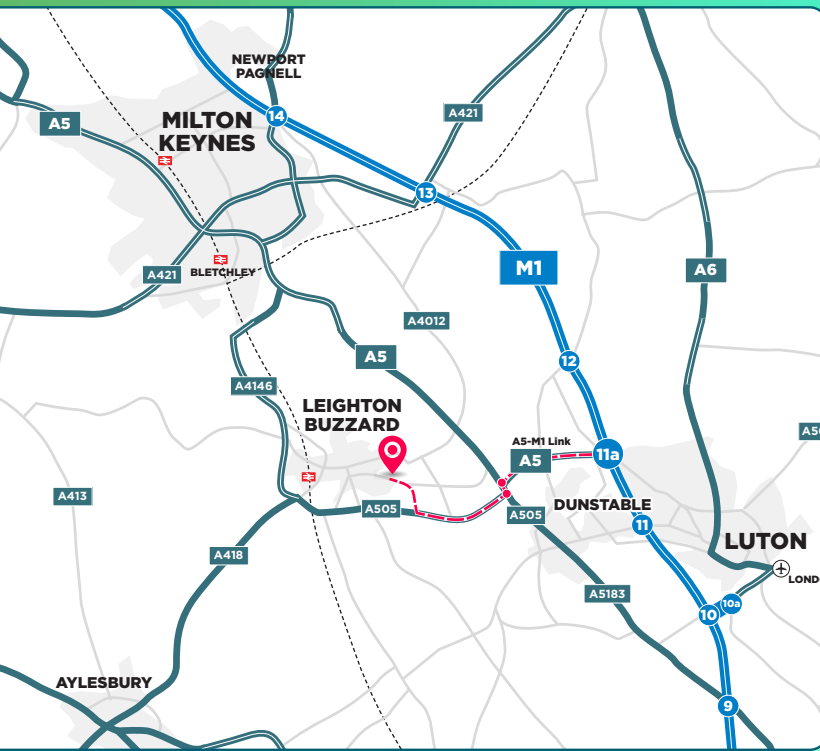 NEWPORT
PAGNELL
14
A421
A5
MILTON
KEYNES
13
M1
A6
A421
BLETCHLEY
A4012
A5
12
A4146
LEIGHTON
BUZZARD
A5-M1 Link
A5
11a
A413
A505
A505
DUNSTABLE
11
LUTON
A418
A5183
10a
10
AYLESBURY
9